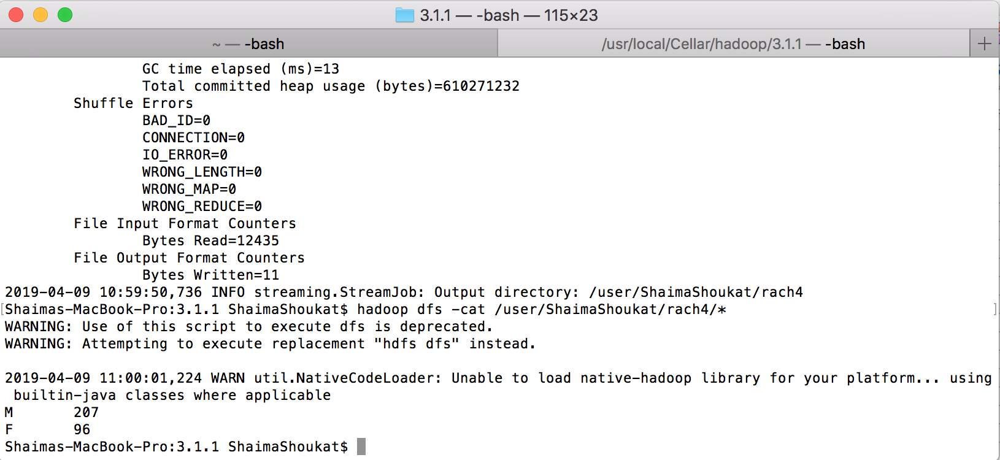 3.1.1 — -bash — 115×23
~ — -bash
/usr/local/Cellar/hadoop/3.1.1 — -bash
GC time elapsed (ms)=13
Total committed heap usage (bytes)=610271232
Shuffle Errors
BAD_ID=0
CONNECTION=0
IO_ERROR=0
WRONG_LENGTH=0
WRONG_MAP=0
WRONG_REDUCE=0
File Input Format Counters
Bytes Read=12435
File Output Format Counters
Bytes Written=11
2019-04-09 10:59:50,736 INFO streaming.StreamJob: Output directory: /user/ShaimaShoukat/rach4
[Shaimas-MacBook-Pro:3.1.1 ShaimaShoukat$ hadoop dfs -cat /user/ShaimaShoukat/rach4/* ]
WARNING: Use of this script to execute dfs is deprecated.
WARNING: Attempting to execute replacement "hdfs dfs" instead.
2019-04-09 11:00:01,224 WARN util.NativeCodeLoader: Unable to load native-hadoop library for your platform... using
builtin-java classes where applicable
M 207
F 96
Shaimas-MacBook-Pro:3.1.1 ShaimaShoukat$